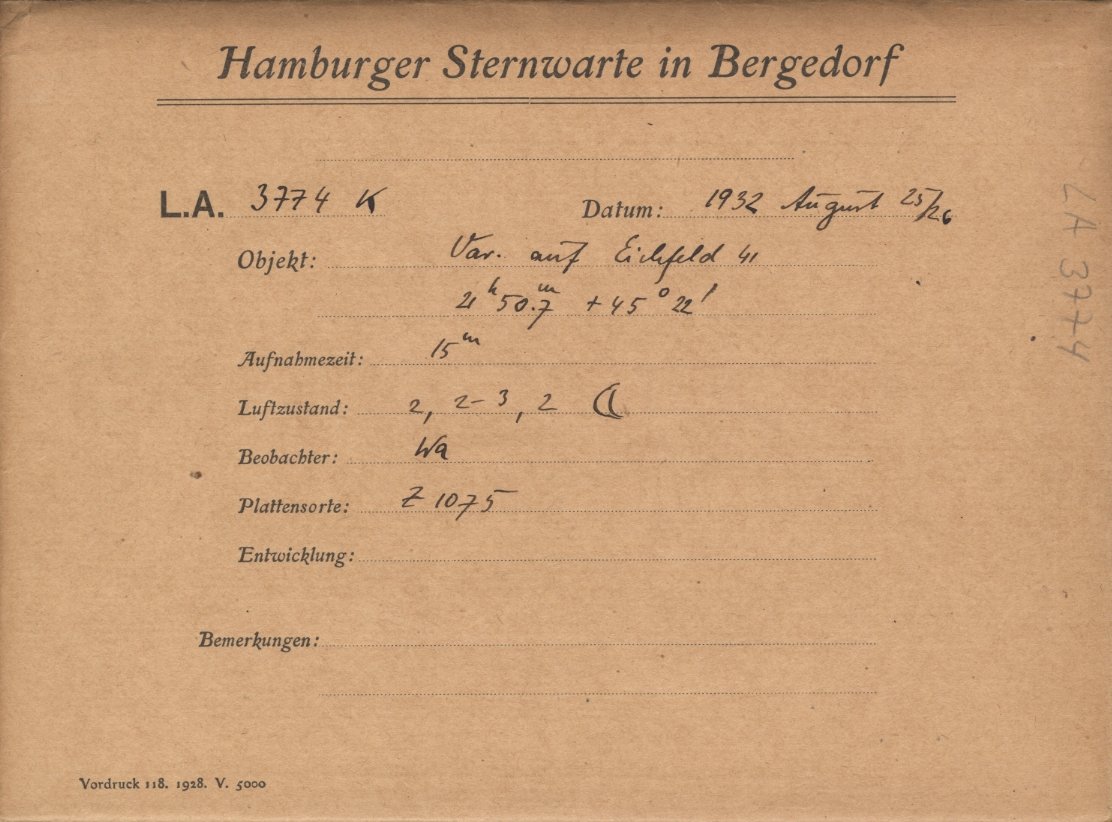 Hamburger Sternwarte in Bergedorf
L.A. 3774 K
Datum: 1932 August 25/26
Objekt: Var. auf Eichfeld 41
21h 50.7m +45° 22'
Aufnahmezeit: 15m
Luftzustand: 2, 2-3, 2
Beobachter: Wa
Plattensorte: Z 1075
Entwicklung:
Bemerkungen:
Vordruck 118. 1928. V. 5000
LA 3774